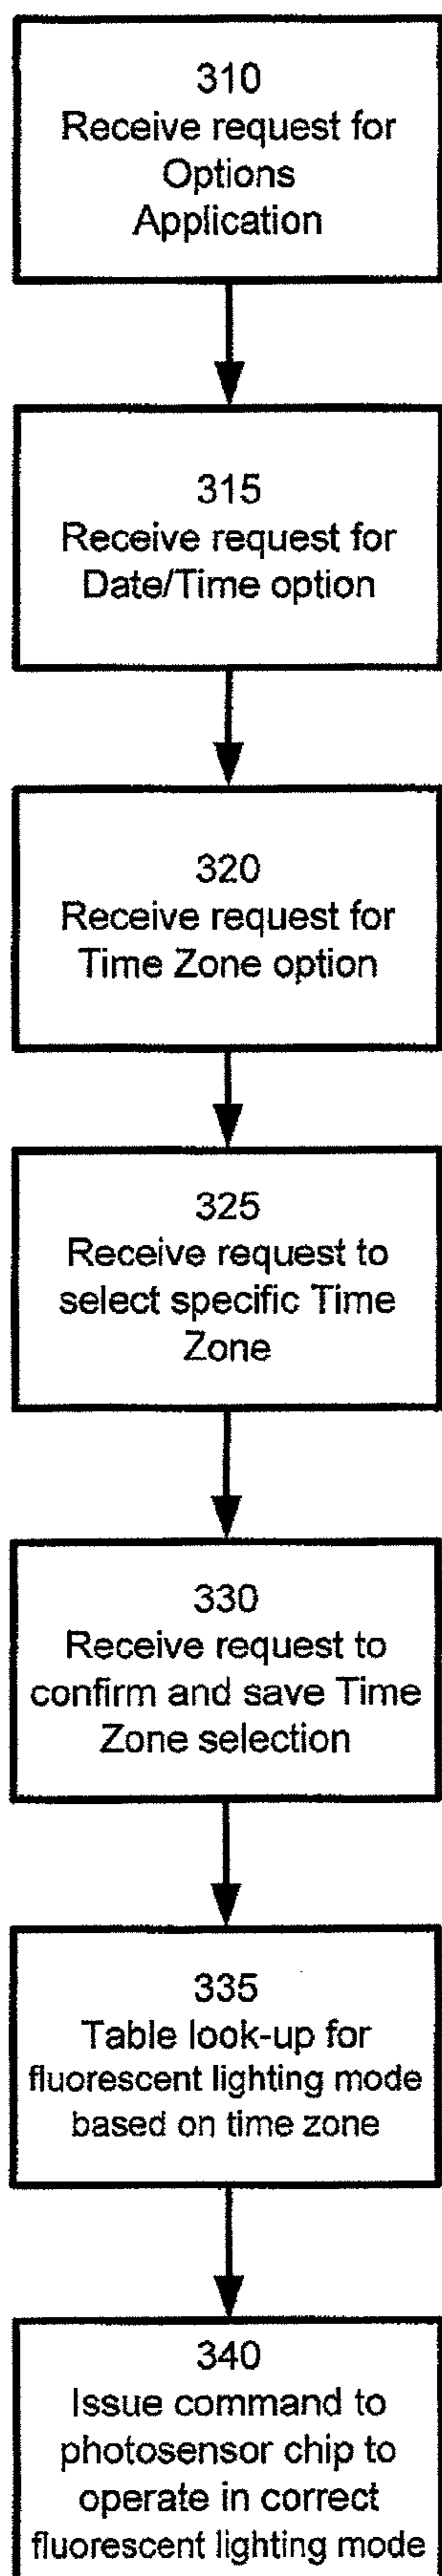 310
Receive request for
Options
Application
315
Receive request for
Date/Time option
320
Receive request for
Time Zone option
325
Receive request to
select specific Time
Zone
330
Receive request to
confirm and save Time
Zone selection
335
Table look-up for
fluorescent lighting mode
based on time zone
340
Issue command to
photosensor chip to
operate in correct
fluorescent lighting mode